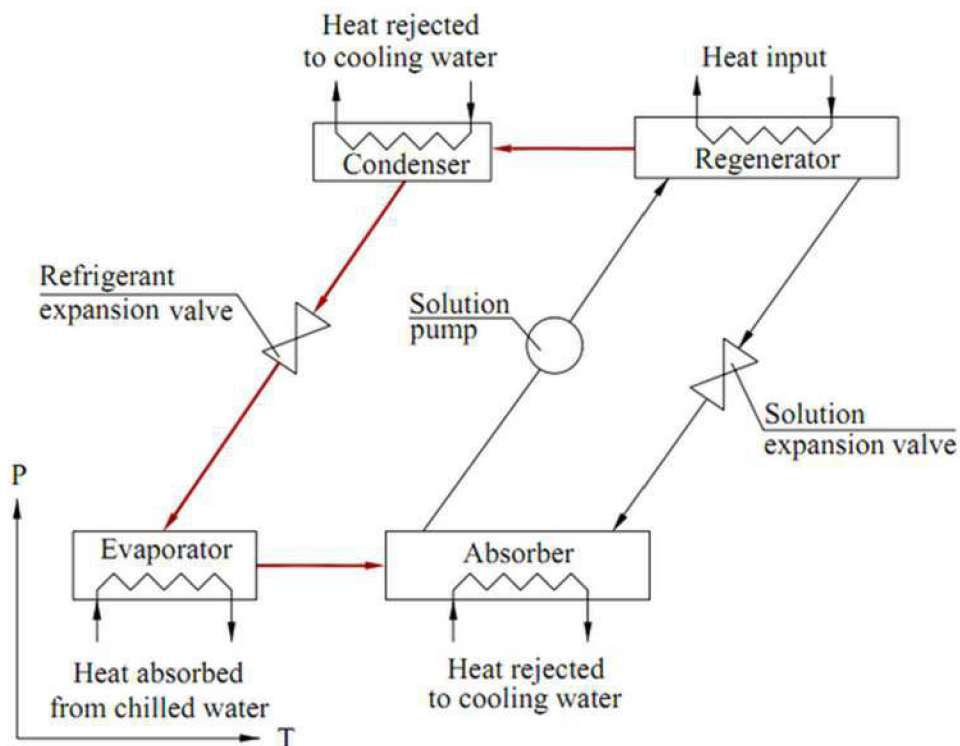 Heat rejected
to cooling water
Heat input
Condenser
Regenerator
Refrigerant
expansion valve
Solution
pump
Solution
expansion valve
P
Evaporator
Absorber
Heat absorbed
from chilled water
Heat rejected
to cooling water
T